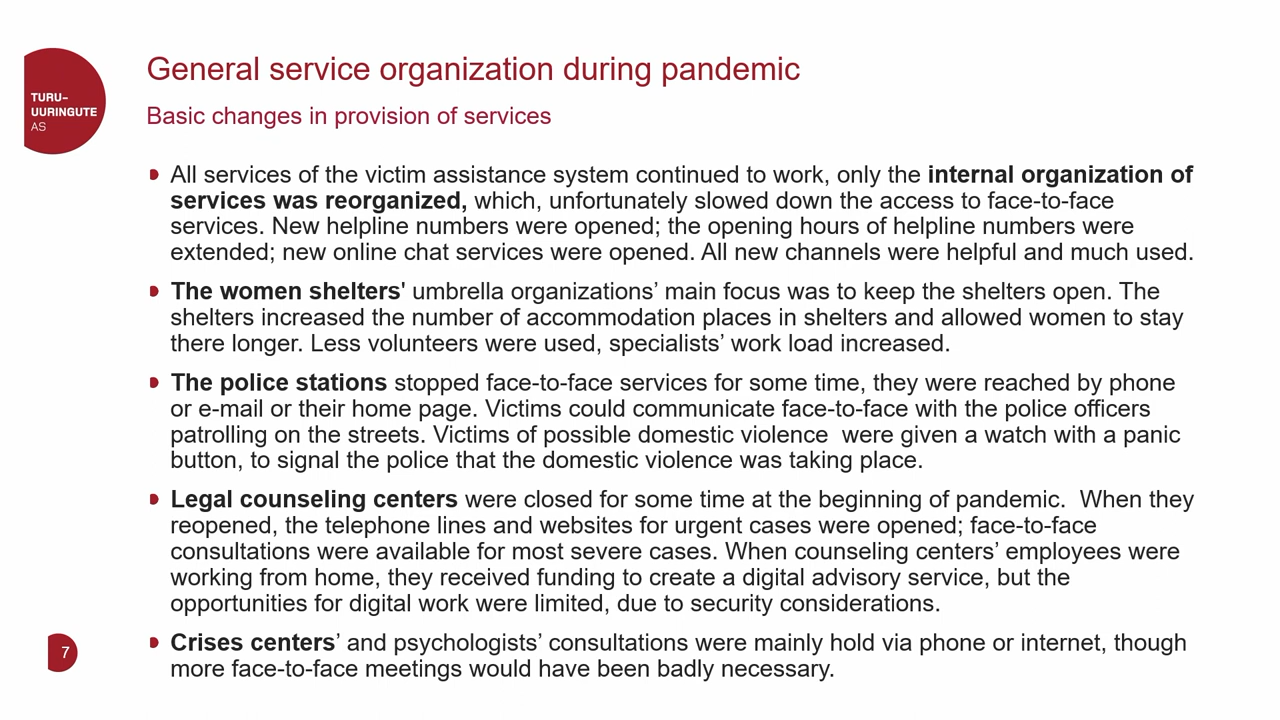 TURU-
UURINGUTE
AS
General service organization during pandemic
Basic changes in provision of services
All services of the victim assistance system continued to work, only the internal organization of
services was reorganized, which, unfortunately slowed down the access to face-to-face
services. New helpline numbers were opened; the opening hours of helpline numbers were
extended; new online chat services were opened. All new channels were helpful and much used.
The women shelters' umbrella organizations’ main focus was to keep the shelters open. The
shelters increased the number of accommodation places in shelters and allowed women to stay
there longer. Less volunteers were used, specialists’ work load increased.
The police stations stopped face-to-face services for some time, they were reached by phone
or e-mail or their home page. Victims could communicate face-to-face with the police officers
patrolling on the streets. Victims of possible domestic violence  were given a watch with a panic
button, to signal the police that the domestic violence was taking place.
Legal counseling centers were closed for some time at the beginning of pandemic.  When they
reopened, the telephone lines and websites for urgent cases were opened; face-to-face
consultations were available for most severe cases. When counseling centers’ employees were
working from home, they received funding to create a digital advisory service, but the
opportunities for digital work were limited, due to security considerations.
Crises centers’ and psychologists’ consultations were mainly hold via phone or internet, though
more face-to-face meetings would have been badly necessary.
7